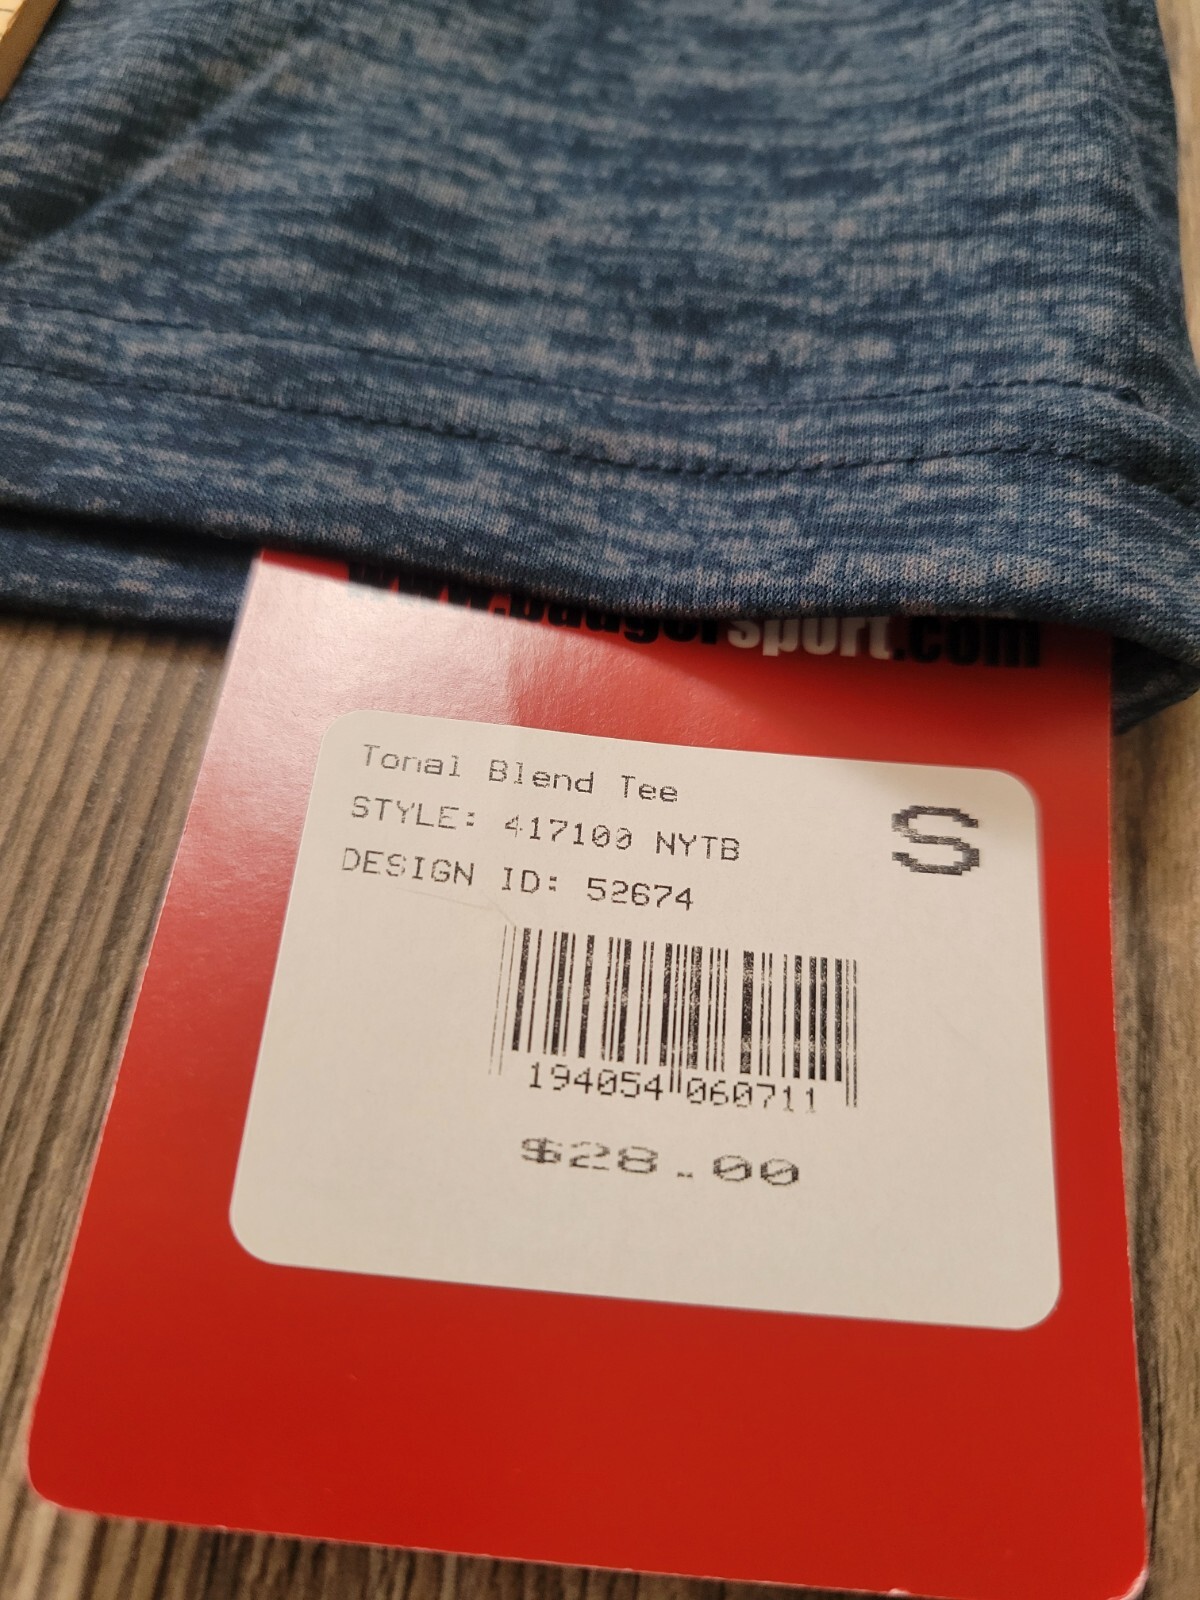 www.badgersport.com
Tonal Blend Tee
S
STYLE: 417100 NYTB
DESIGN ID: 52674
194054 060711
$28.00